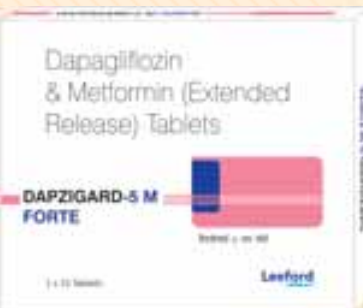 Dapagliflozin
& Metformin (Extended
Release) Tablets
DAPZIGARD-5 M
FORTE
Leeford